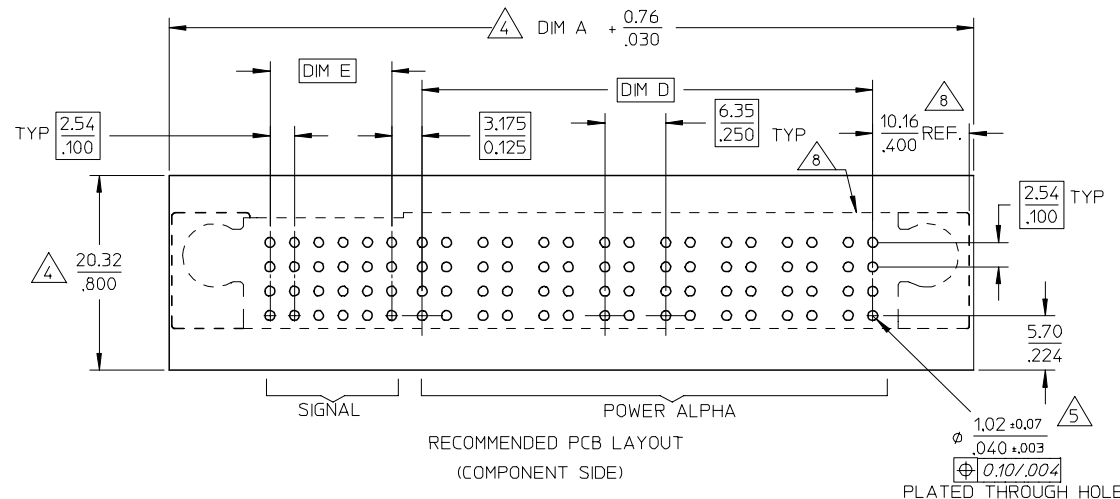 4 DIM A + 0.76
.030
DIM E
DIM D
TYP 2.54
.100
3.175
0.125
6.35
.250 TYP
8
10.16
.400 REF.
8
2.54
.100 TYP
4 20.32
.800
5.70
.224
SIGNAL
POWER ALPHA
RECOMMENDED PCB LAYOUT
(COMPONENT SIDE)
5
⌀ 1.02 ±0.07
.040 ±.003
⌖ 0.10/.004
PLATED THROUGH HOLE